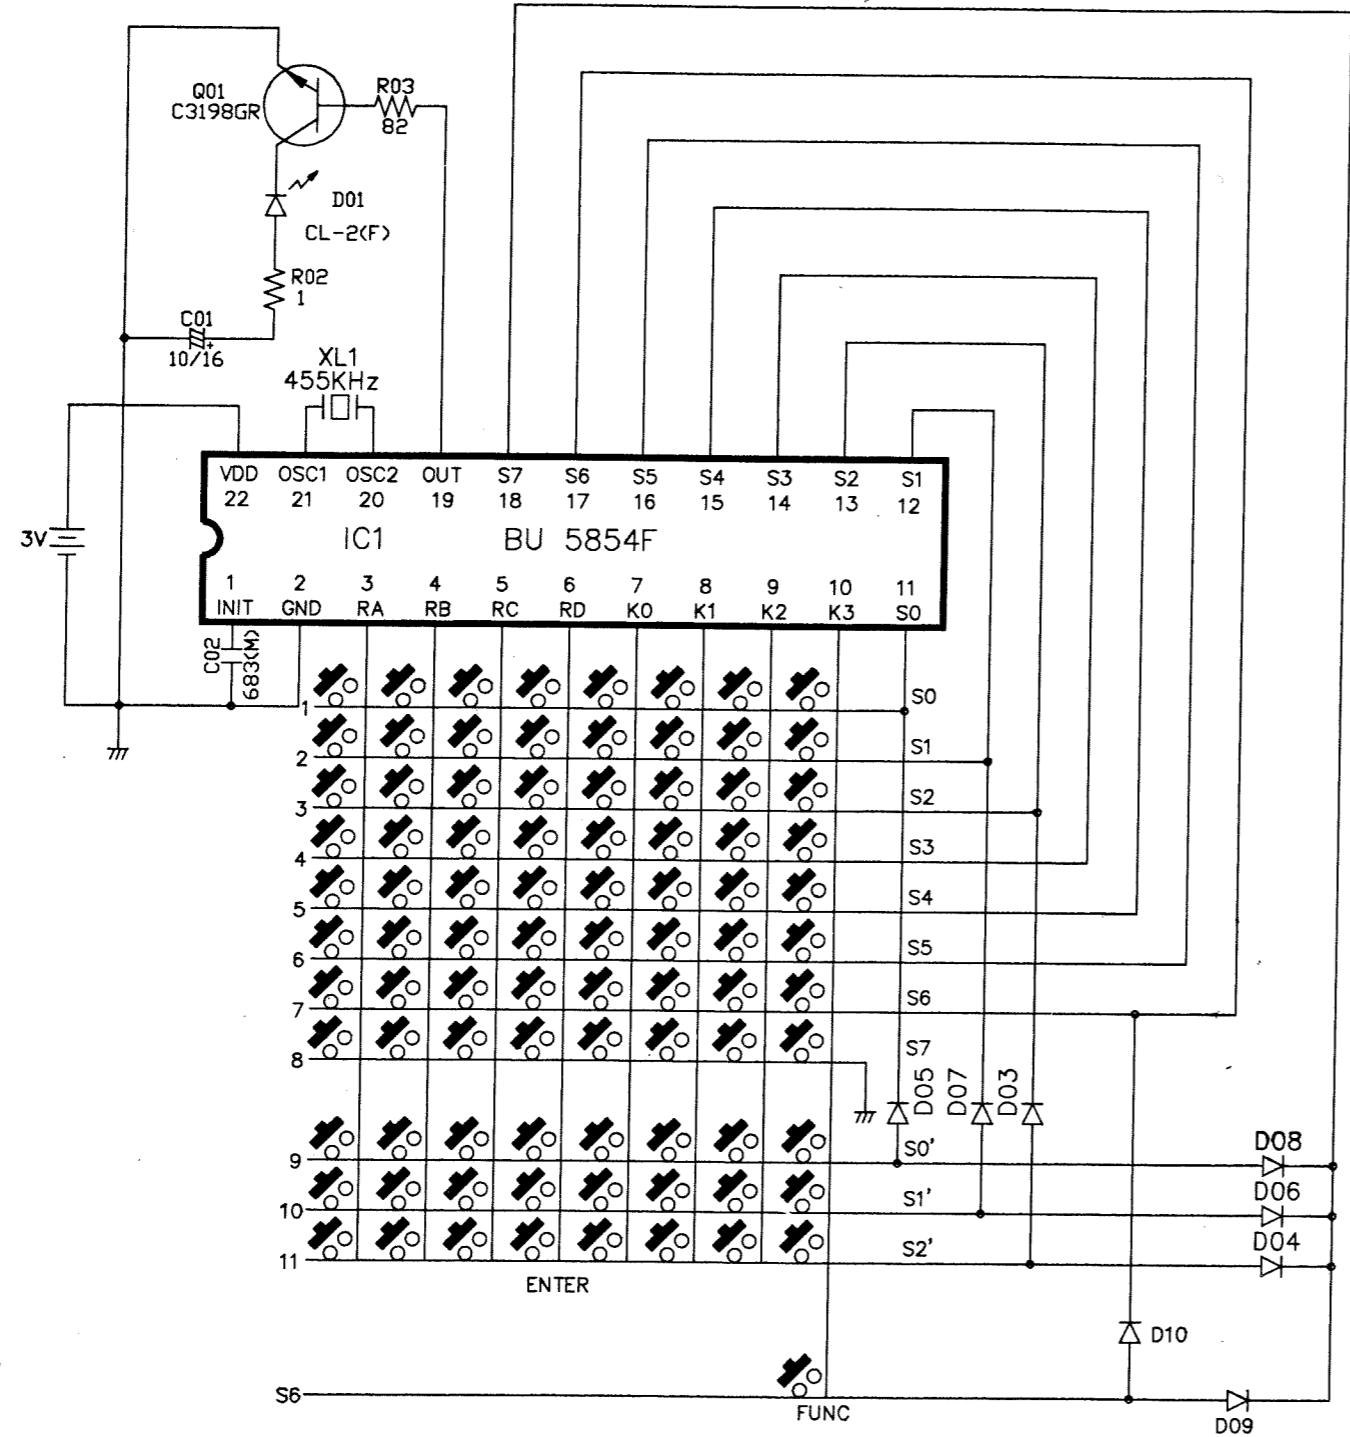 Q01
C3198GR
R03
82
D01
CL-2(F)
R02
1
C01
+
10/16
XL1
455KHz
3V
VDD OSC1 OSC2 OUT S7 S6 S5 S4 S3 S2 S1
22 21 20 19 18 17 16 15 14 13 12
IC1 BU 5854F
1 2 3 4 5 6 7 8 9 10 11
INIT GND RA RB RC RD K0 K1 K2 K3 S0
C02
683(M)
1 S0
2 S1
3 S2
4 S3
5 S4
6 S5
7 S6
8 S7
D05 D07 D03
9 S0' D08
10 S1' D06
11 S2' D04
ENTER
D10
S6
FUNC
D09